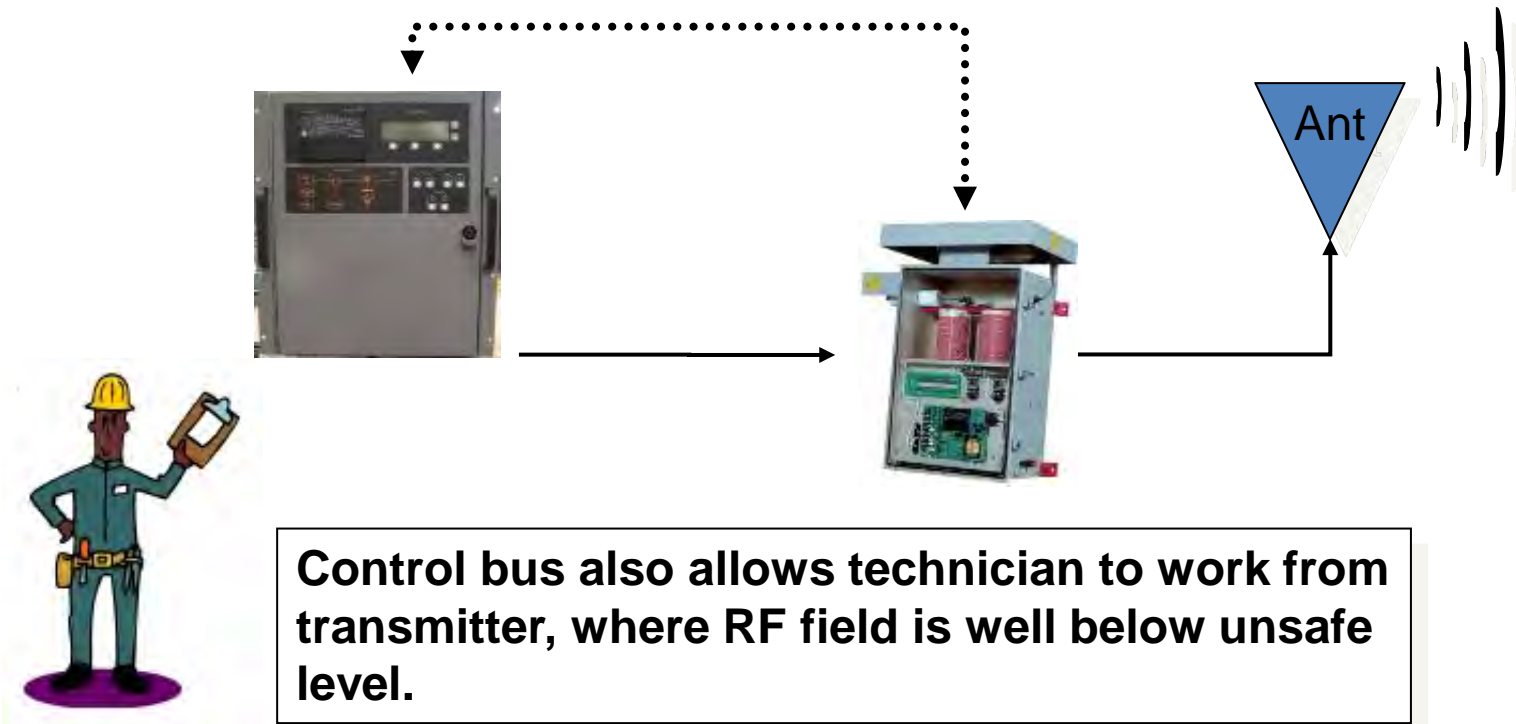 Ant
Control bus also allows technician to work from
transmitter, where RF field is well below unsafe
level.